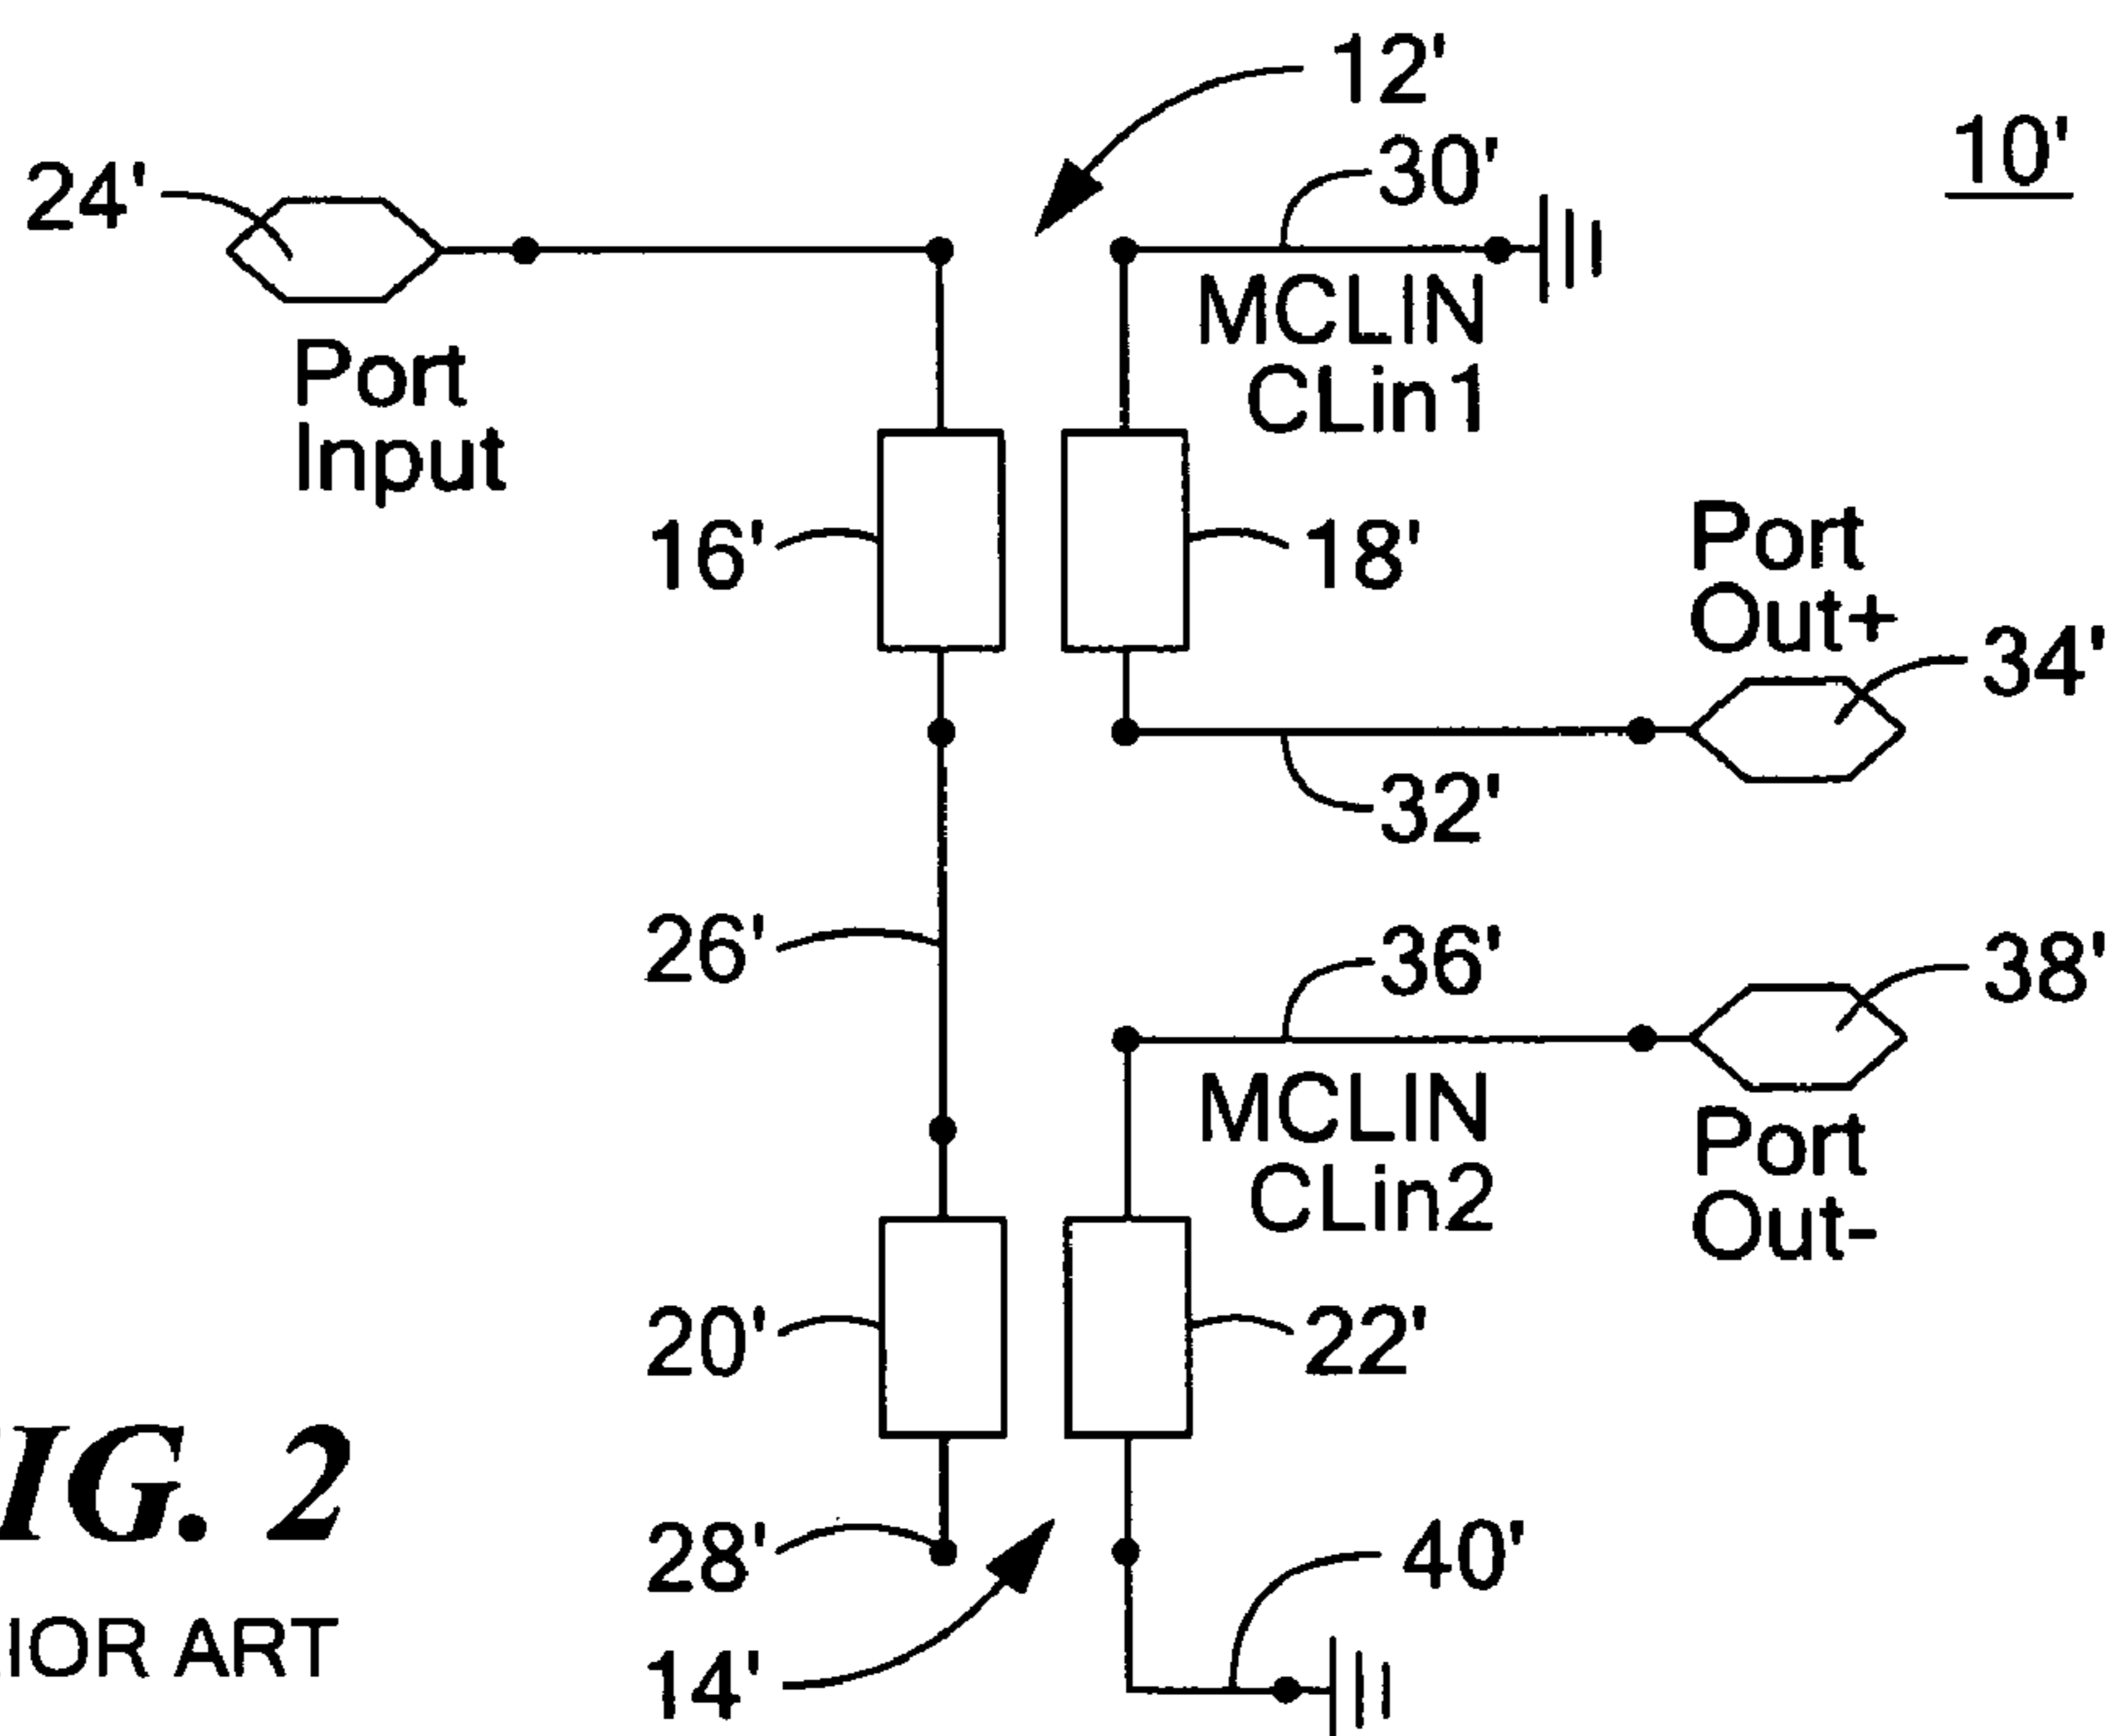 12'
10'
30'
24'
MCLIN
CLin1
Port
Input
16'
18'
Port
Out+
34'
32'
26'
36'
38'
MCLIN
CLin2
Port
Out-
20'
22'
IG. 2
28'
40'
IOR ART
14'